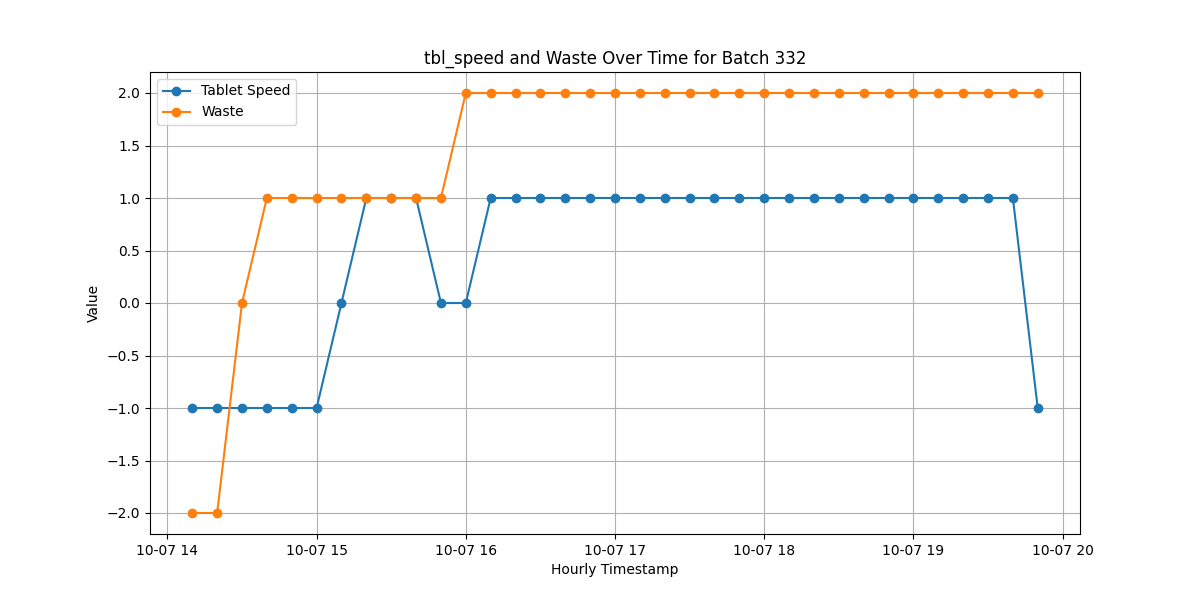 tbl_speed and Waste Over Time for Batch 332
Tablet Speed
Waste
2.0
1.5
1.0
0.5
0.0
−0.5
−1.0
−1.5
−2.0
Value
10-07 14 10-07 15 10-07 16 10-07 17 10-07 18 10-07 19 10-07 20
Hourly Timestamp